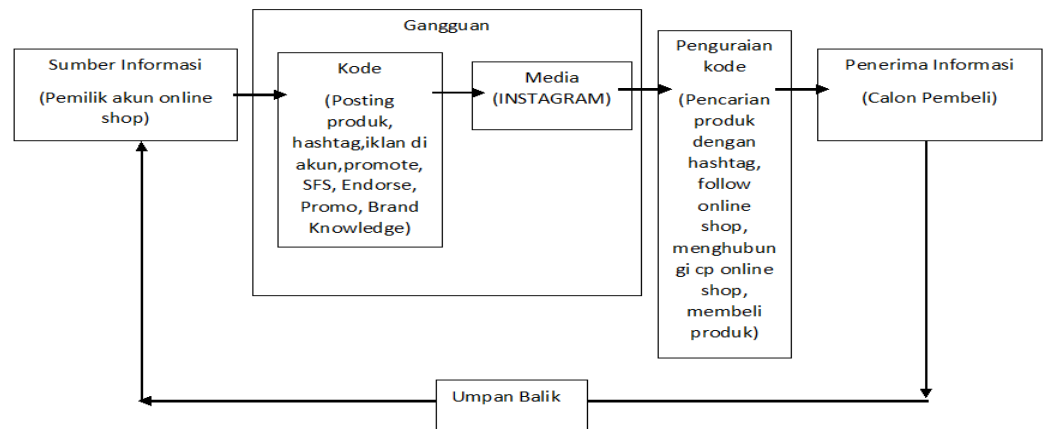 Gangguan
Sumber Informasi
(Pemilik akun online
shop)
Kode
(Posting
produk,
hashtag,iklan di
akun,promote,
SFS, Endorse,
Promo, Brand
Knowledge)
Media
(INSTAGRAM)
Penguraian
kode
(Pencarian
produk
dengan
hashtag,
follow
online
shop,
menghubun
gi cp online
shop,
membeli
produk)
Penerima Informasi
(Calon Pembeli)
Umpan Balik